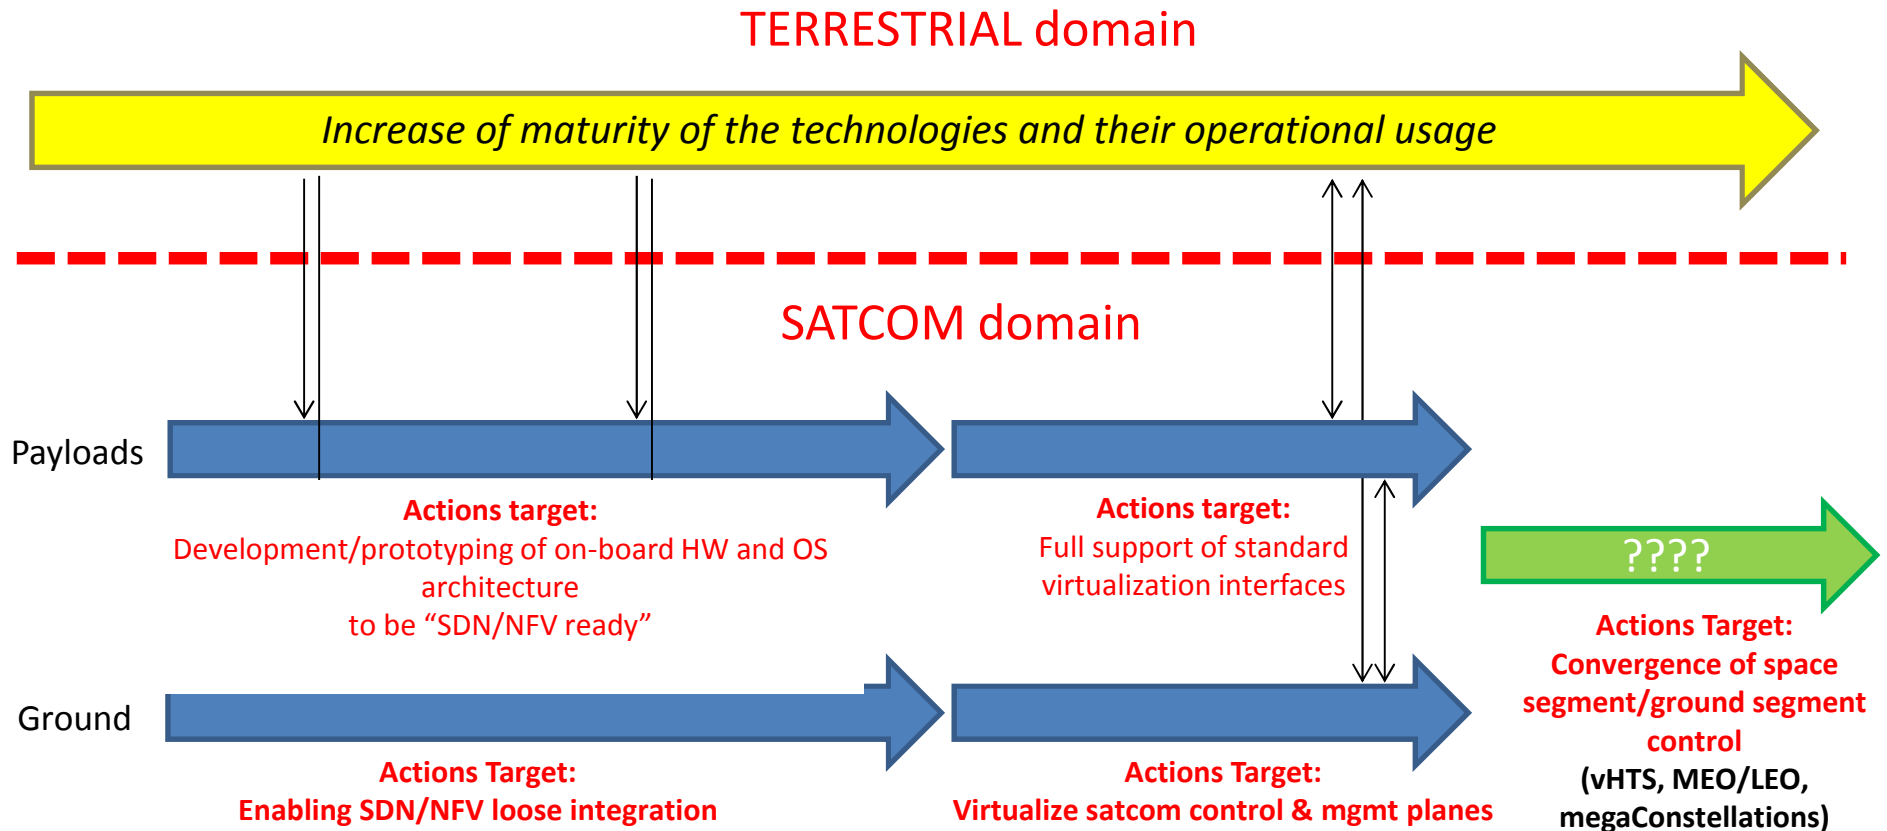 TERRESTRIAL domain
Increase of maturity of the technologies and their operational usage
SATCOM domain
Payloads
Actions target:
Development/prototyping of on-board HW and OS
architecture
to be “SDN/NFV ready”
Actions target:
Full support of standard
virtualization interfaces
????
Actions Target:
Convergence of space
segment/ground segment
control
(vHTS, MEO/LEO,
megaConstellations)
Ground
Actions Target:
Enabling SDN/NFV loose integration
Actions Target:
Virtualize satcom control & mgmt planes